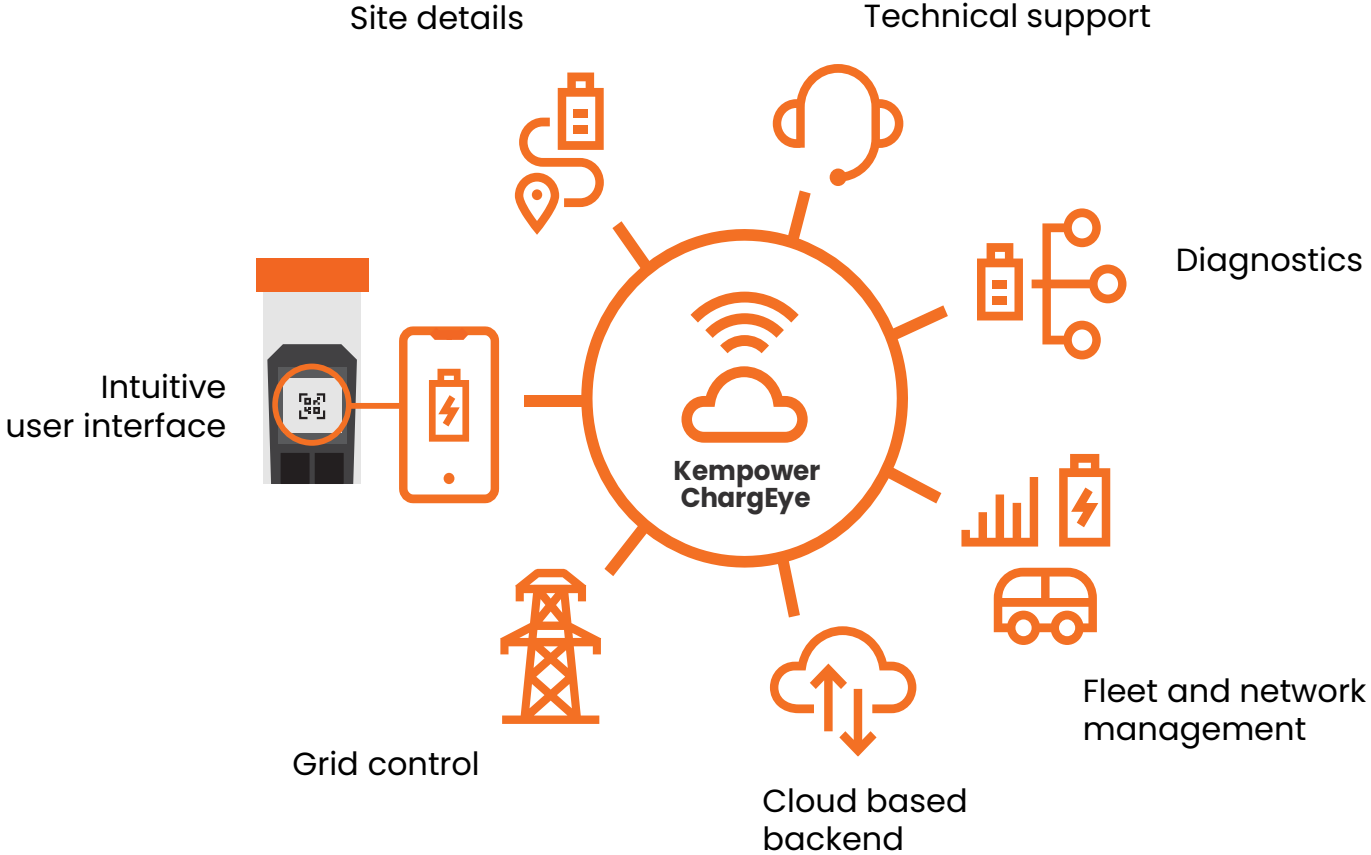 Site details
Technical support
Diagnostics
Intuitive
user interface
Kempower
ChargEye
Fleet and network
management
Grid control
Cloud based
backend